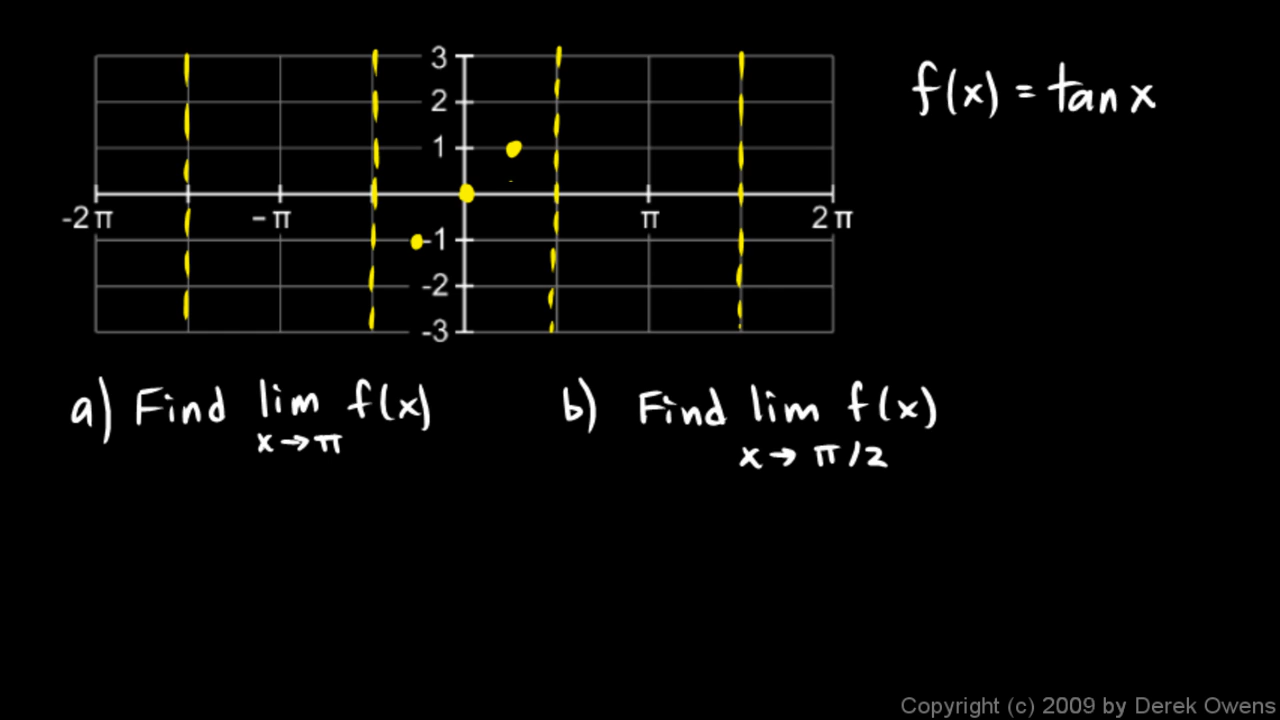 3
2
1
-2π -π π 2π
-1
-2
-3
f(x) = tan x
a) Find lim f(x)
x→π
b) Find lim f(x)
x→ π/2
Copyright (c) 2009 by Derek Owens